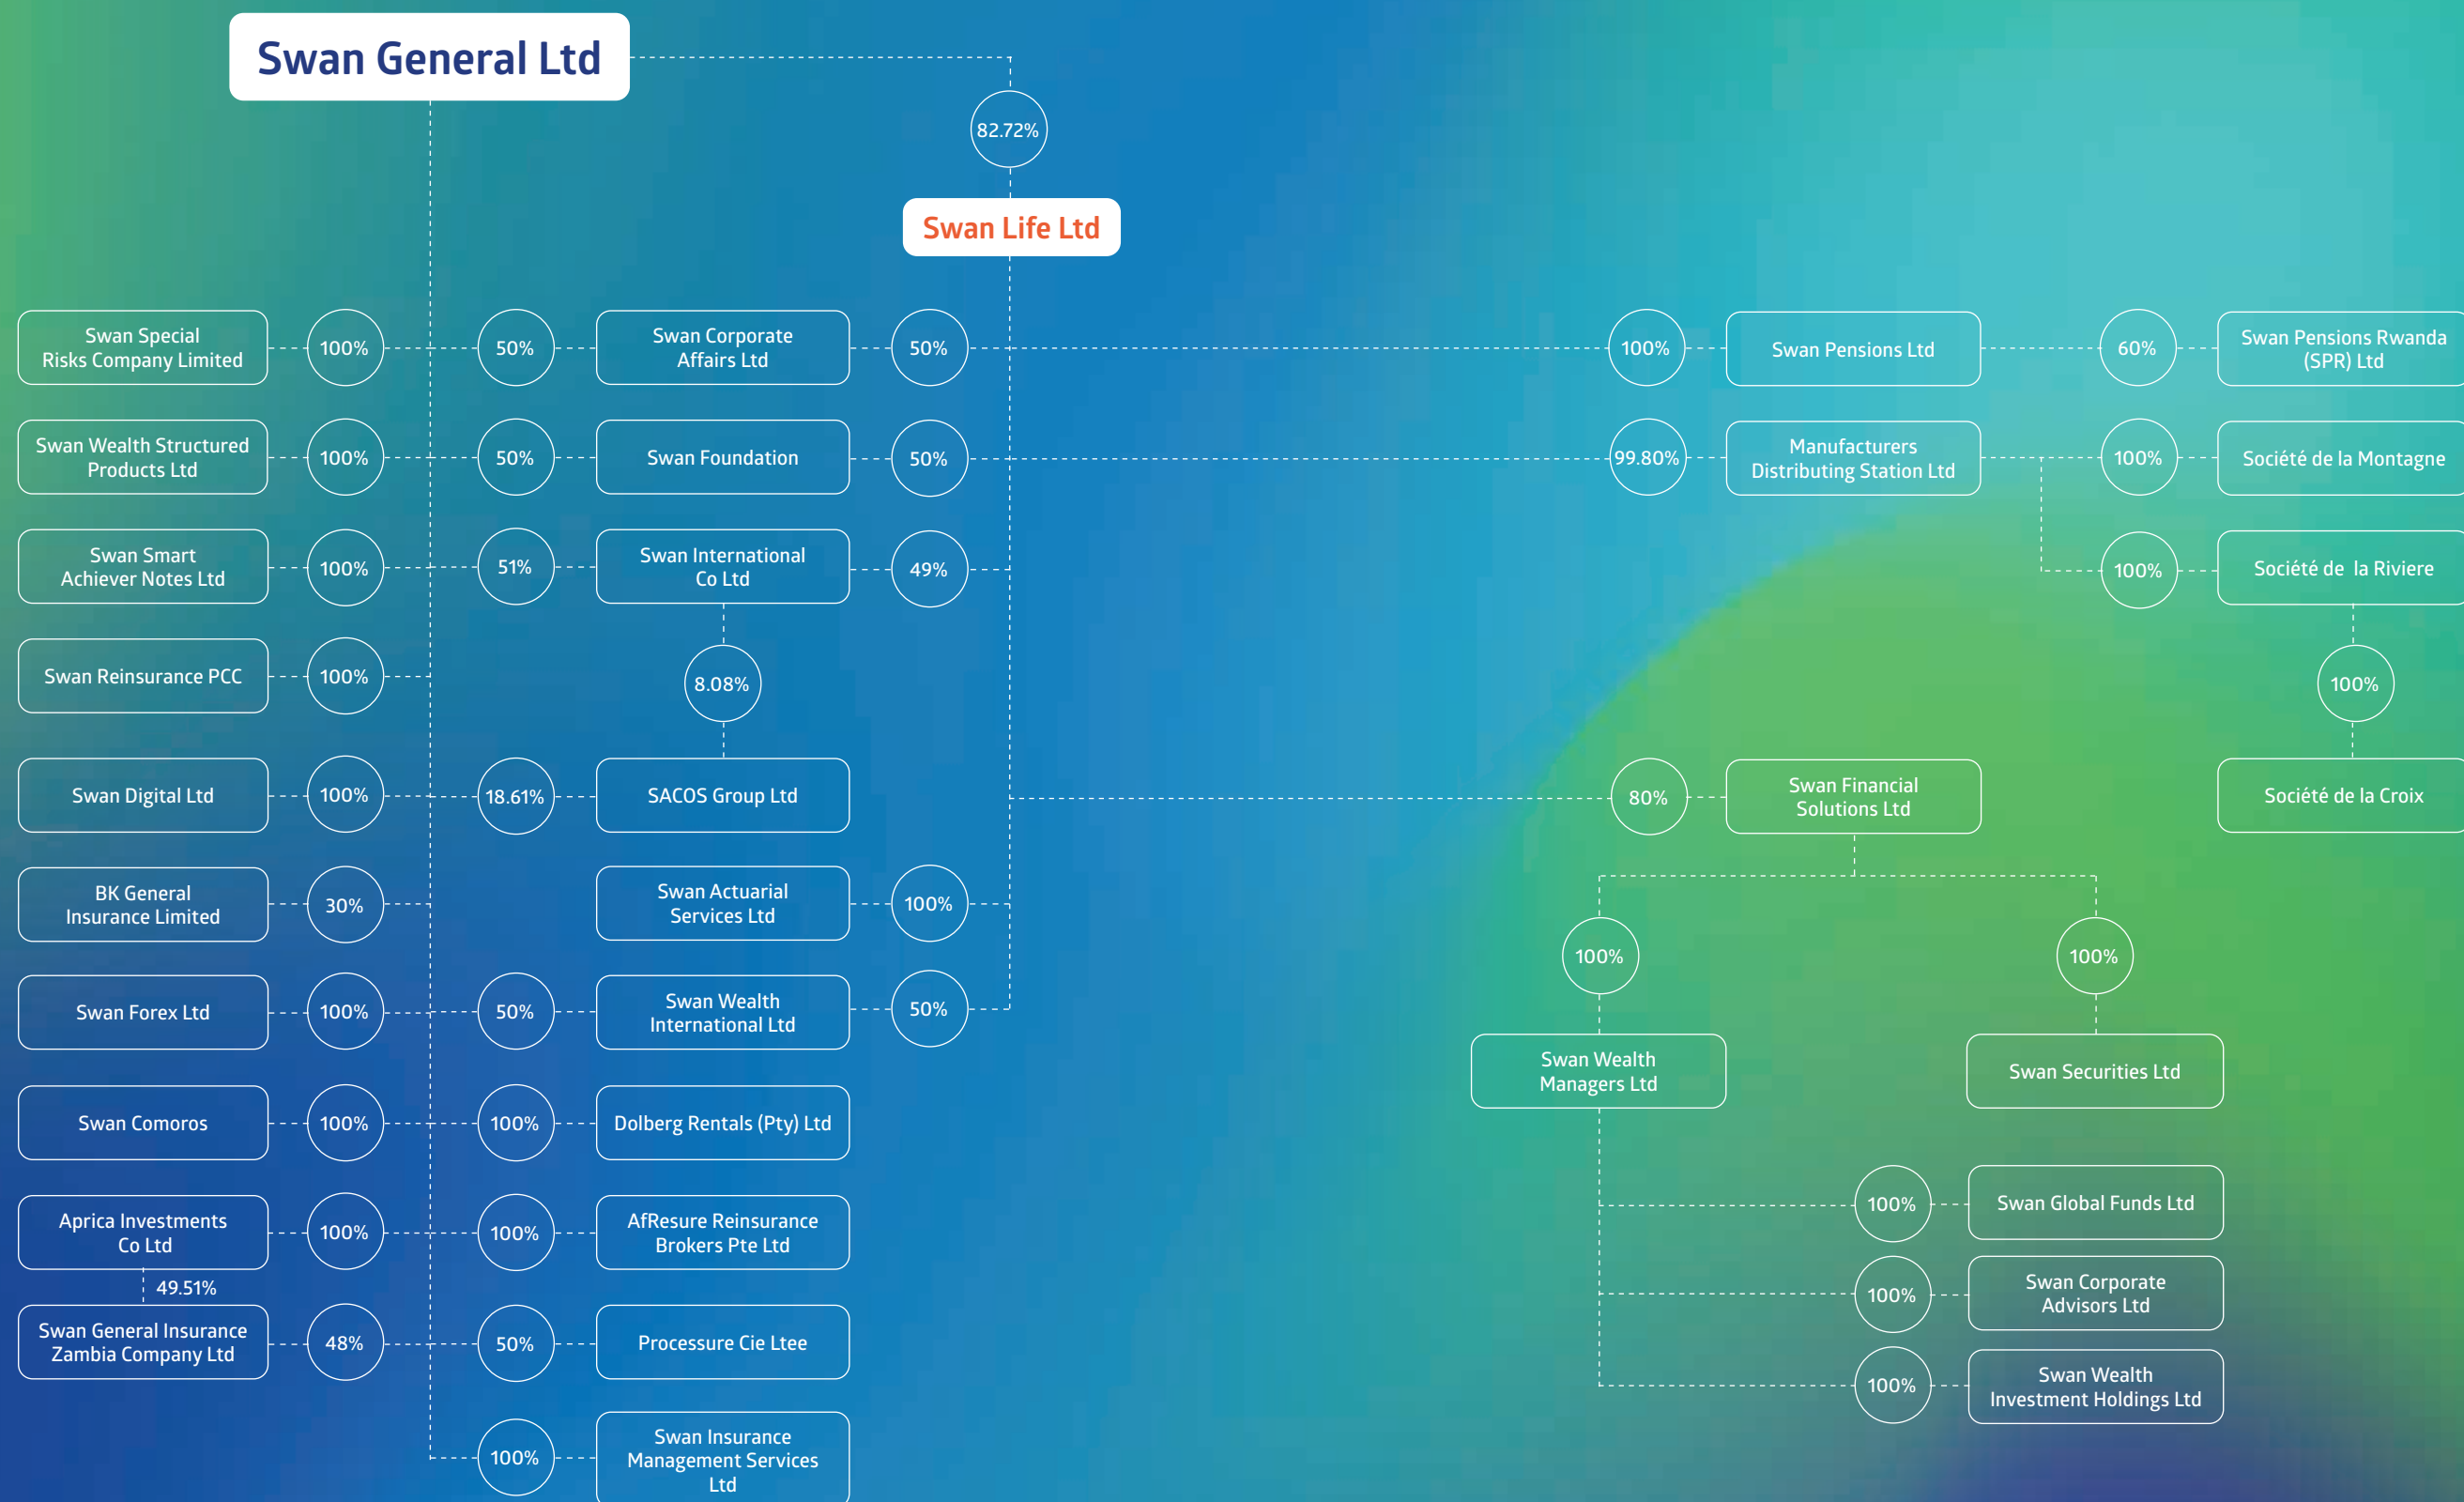 Swan General Ltd
82.72%
Swan Life Ltd
Swan Special
Risks Company Limited
100%
50%
Swan Corporate
Affairs Ltd
50%
100%
Swan Pensions Ltd
60%
Swan Pensions Rwanda
(SPR) Ltd
Swan Wealth Structured
Products Ltd
100%
50%
Swan Foundation
50%
99.80%
Manufacturers
Distributing Station Ltd
100%
Société de la Montagne
Swan Smart
Achiever Notes Ltd
100%
51%
Swan International
Co Ltd
49%
100%
Société de  la Riviere
Swan Reinsurance PCC
100%
8.08%
100%
Swan Digital Ltd
100%
18.61%
SACOS Group Ltd
80%
Swan Financial
Solutions Ltd
Société de la Croix
BK General
Insurance Limited
30%
Swan Actuarial
Services Ltd
100%
100%
100%
Swan Forex Ltd
100%
50%
Swan Wealth
International Ltd
50%
Swan Wealth
Managers Ltd
Swan Securities Ltd
Swan Comoros
100%
100%
Dolberg Rentals (Pty) Ltd
Aprica Investments
Co Ltd
100%
100%
AfResure Reinsurance
Brokers Pte Ltd
100%
Swan Global Funds Ltd
49.51%
100%
Swan Corporate
Advisors Ltd
Swan General Insurance
Zambia Company Ltd
48%
50%
Processure Cie Ltee
100%
Swan Wealth
Investment Holdings Ltd
100%
Swan Insurance
Management Services
Ltd